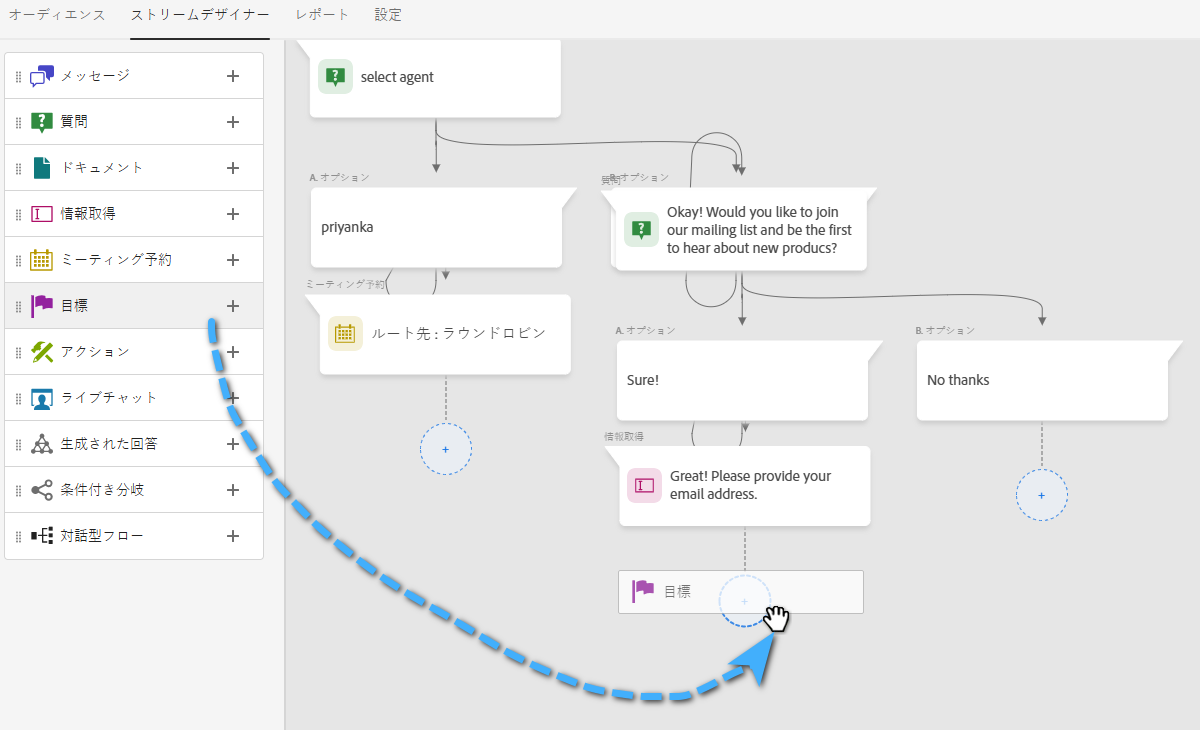 オーディエンス ストリームデザイナー レポート 設定
メッセージ
質問
ドキュメント
情報取得
ミーティング予約
目標
アクション
ライブチャット
生成された回答
条件付き分岐
対話型フロー
select agent
A. オプション
priyanka
ミーティング予約
ルート先 : ラウンドロビン
質問
B. オプション
Okay! Would you like to join
our mailing list and be the first
to hear about new producs?
A. オプション
Sure!
B. オプション
No thanks
情報取得
Great! Please provide your
email address.
目標